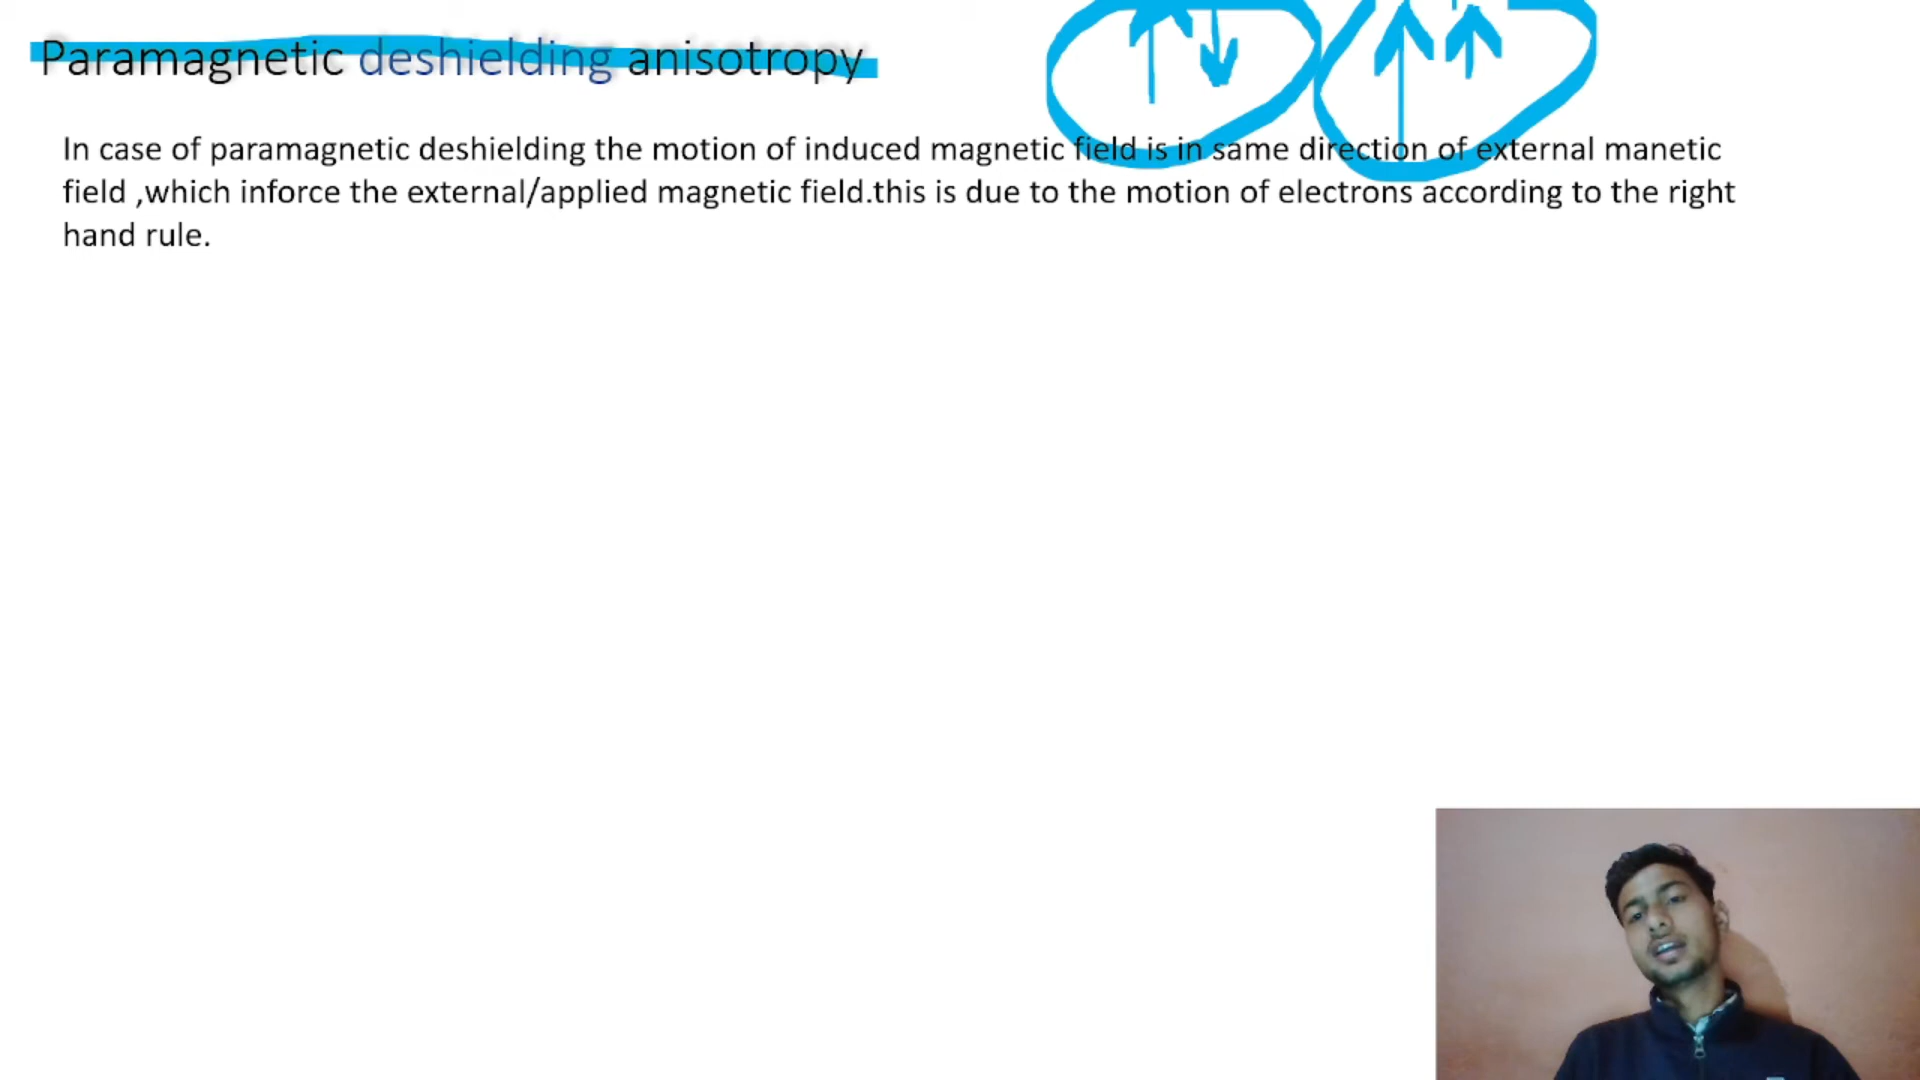 Paramagnetic deshielding anisotropy
In case of paramagnetic deshielding the motion of induced magnetic field is in same direction of external manetic
field ,which inforce the external/applied magnetic field.this is due to the motion of electrons according to the right
hand rule.